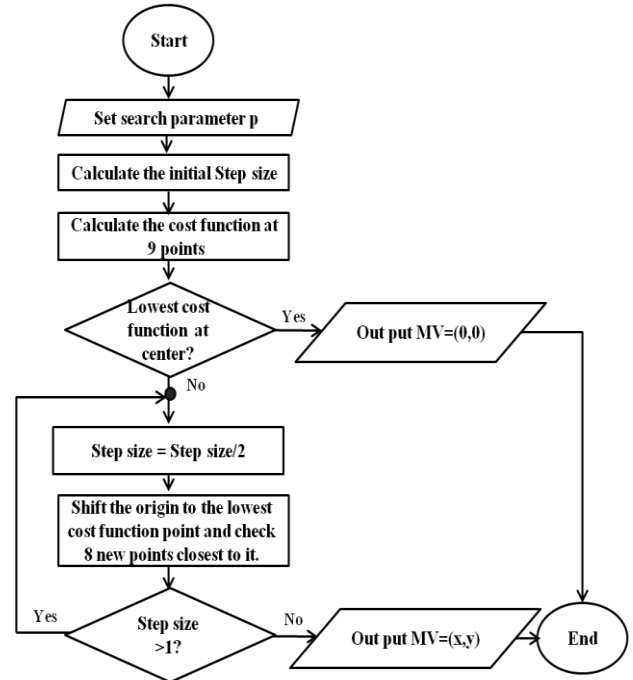 Start
Set search parameter p
Calculate the initial Step size
Calculate the cost function at
9 points
Lowest cost
function at
center?
Yes
Out put MV=(0,0)
No
Step size = Step size/2
Shift the origin to the lowest
cost function point and check
8 new points closest to it.
Yes
Step size
>1?
No
Out put MV=(x,y)
End